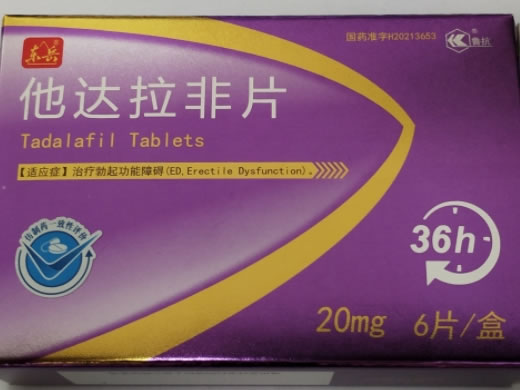 东岳®
国药准字H20213653
®
鲁抗
他达拉非片
Tadalafil Tablets
【适应症】治疗勃起功能障碍(ED,Erectile Dysfunction)。
仿制药一致性评价
36h
20mg 6片/盒